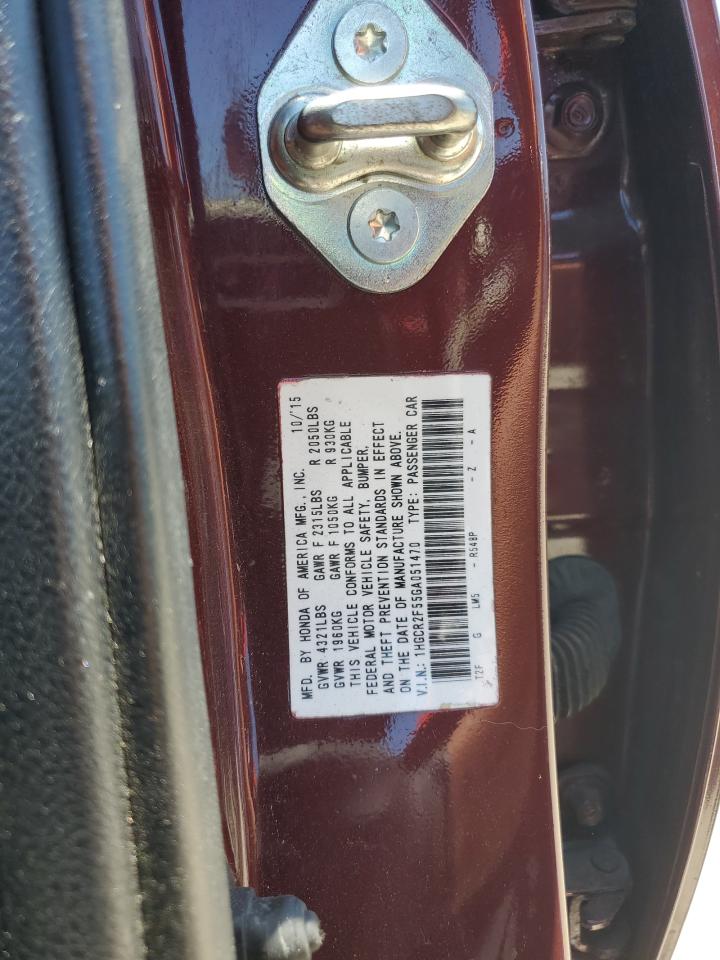 MFD. BY HONDA OF AMERICA MFG., INC. 10/'15
GVWR 4321LBS GAWR F 2315LBS R 2050LBS
GVWR 1960KG GAWR F 1050KG R 930KG
THIS VEHICLE CONFORMS TO ALL APPLICABLE
FEDERAL MOTOR VEHICLE SAFETY, BUMPER,
AND THEFT PREVENTION STANDARDS IN EFFECT
ON THE DATE OF MANUFACTURE SHOWN ABOVE.
V.I.N.: 1HGCR2F55GA051470 TYPE: PASSENGER CAR
T2F G LM5 - R548P - Z - A